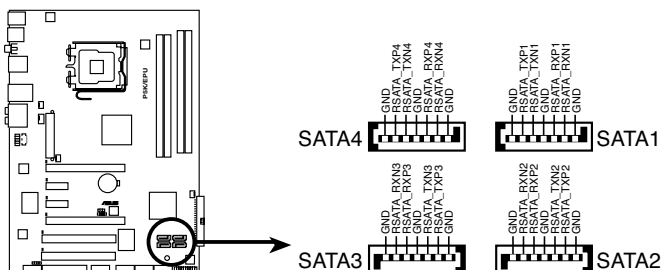 P5K/EPU
ASUS
GND
RSATA_TXP4
RSATA_TXN4
GND
RSATA_RXP4
RSATA_RXN4
GND
SATA4
GND
RSATA_TXP1
RSATA_TXN1
GND
RSATA_RXP1
RSATA_RXN1
GND
SATA1
GND
RSATA_RXN3
RSATA_RXP3
GND
RSATA_TXN3
RSATA_TXP3
GND
SATA3
GND
RSATA_RXN2
RSATA_RXP2
GND
RSATA_TXN2
RSATA_TXP2
GND
SATA2